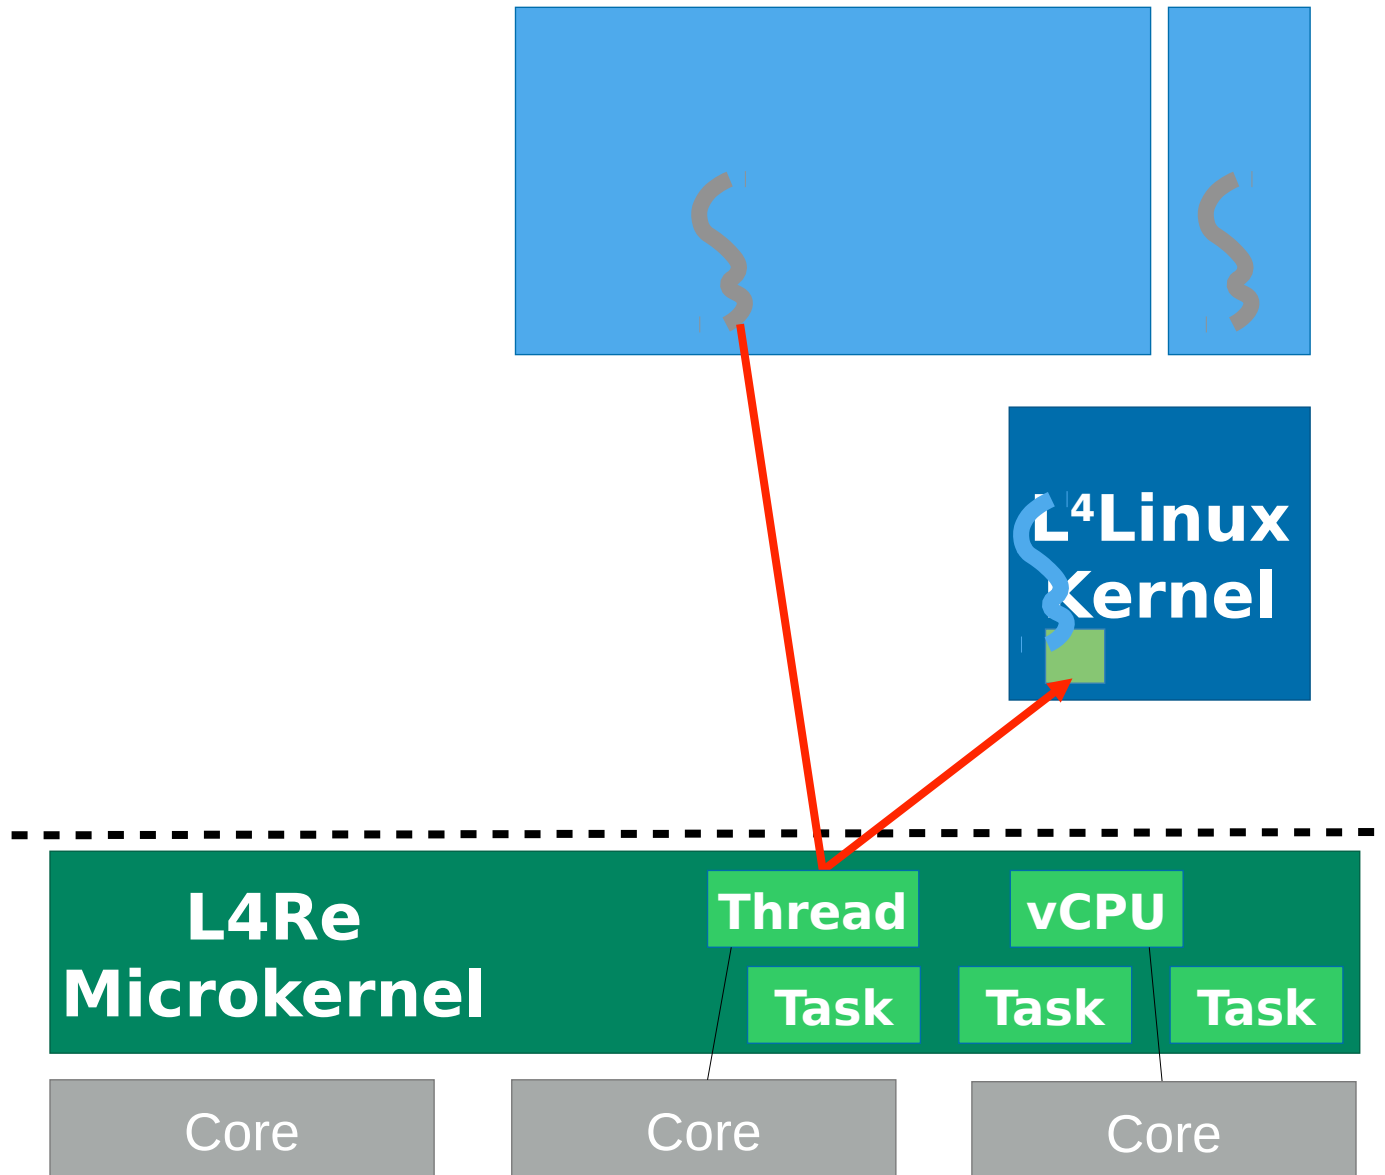 L⁴Linux
Kernel
L4Re
Microkernel
Thread
vCPU
Task
Task
Task
Core
Core
Core